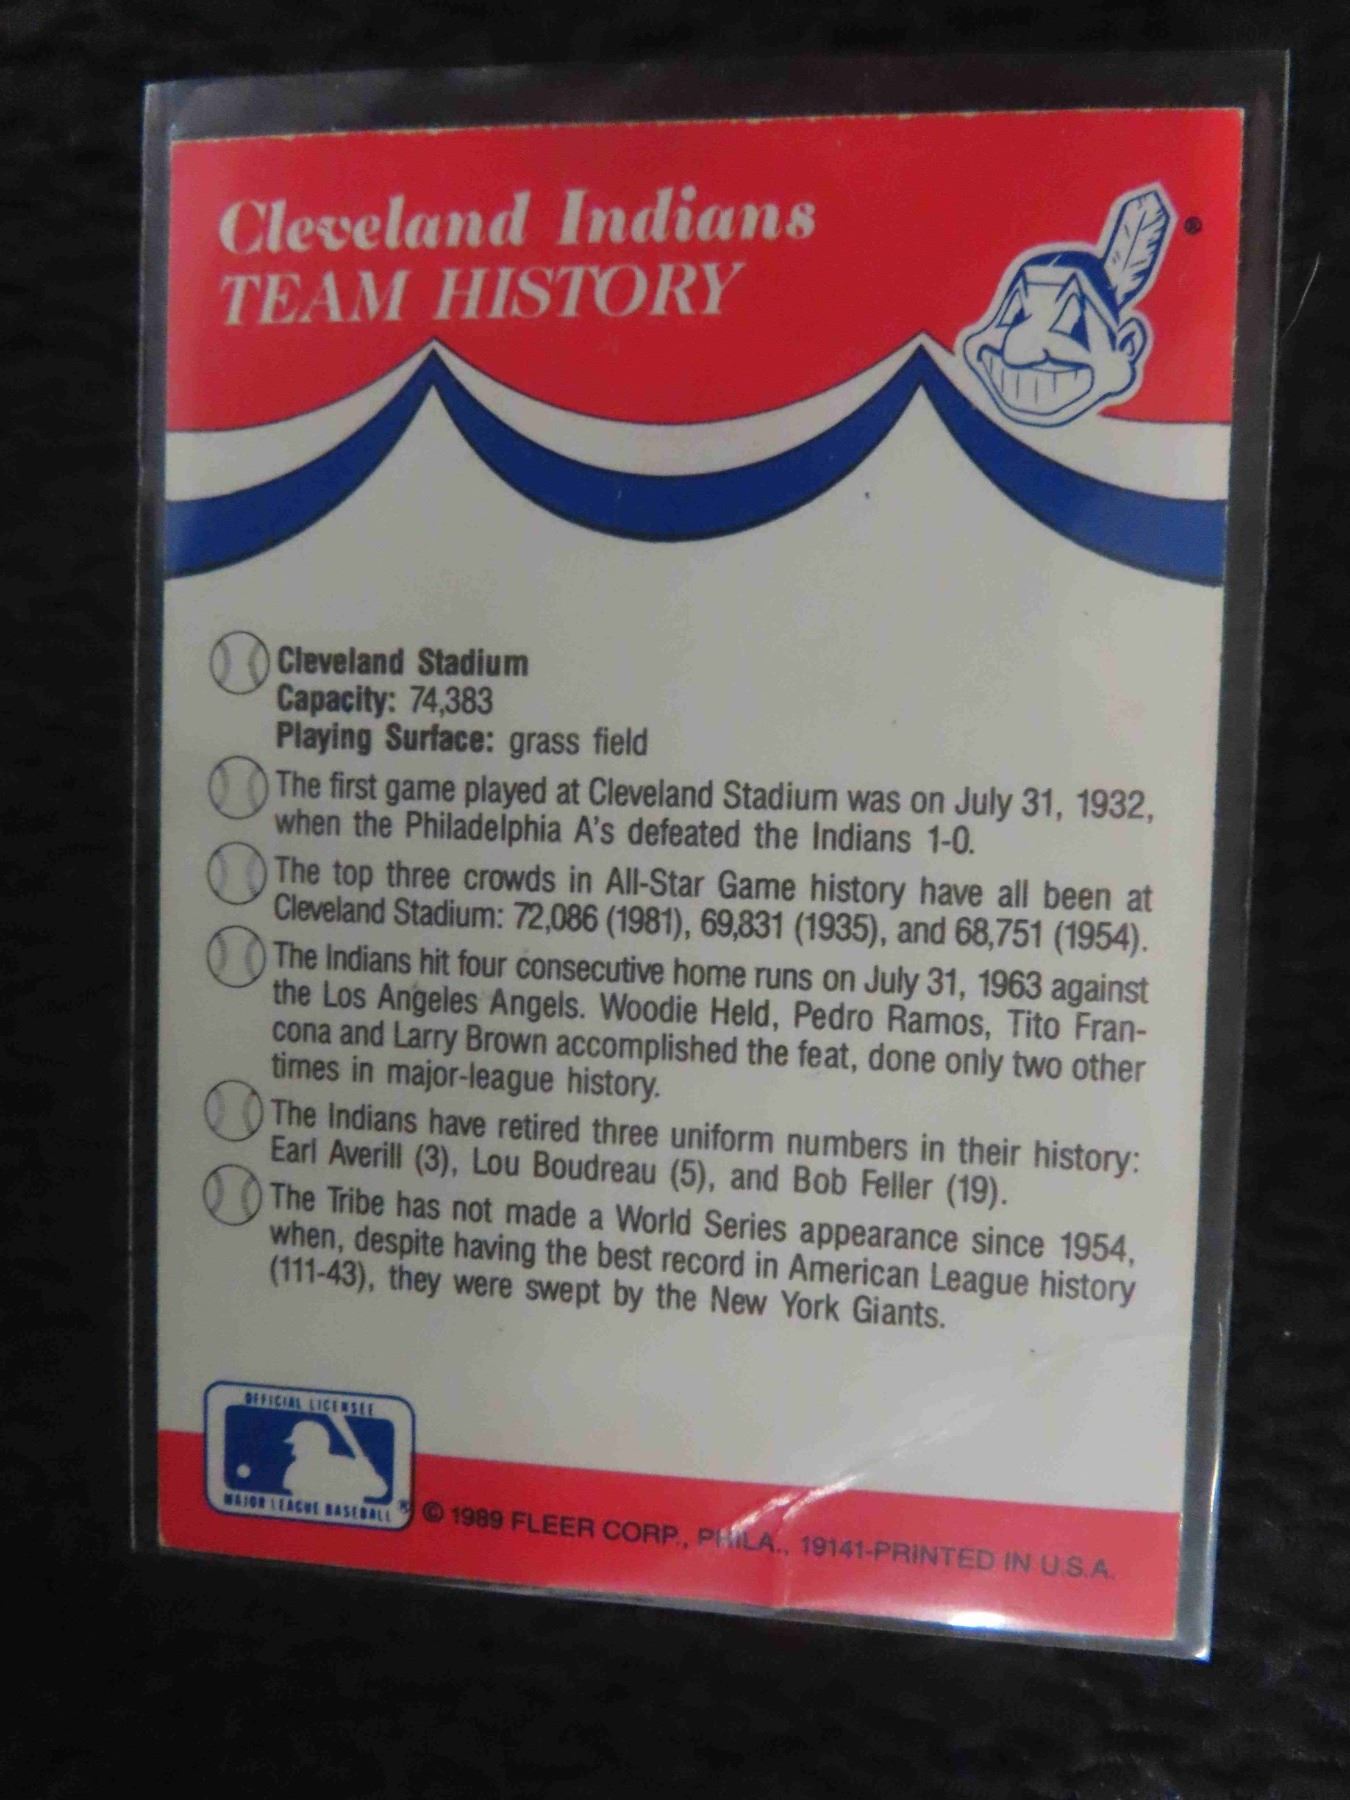 Cleveland Indians
TEAM HISTORY
®
Cleveland Stadium
Capacity: 74,383
Playing Surface: grass field
The first game played at Cleveland Stadium was on July 31, 1932,
when the Philadelphia A's defeated the Indians 1-0.
The top three crowds in All-Star Game history have all been at
Cleveland Stadium: 72,086 (1981), 69,831 (1935), and 68,751 (1954).
The Indians hit four consecutive home runs on July 31, 1963 against
the Los Angeles Angels. Woodie Held, Pedro Ramos, Tito Fran-
cona and Larry Brown accomplished the feat, done only two other
times in major-league history.
The Indians have retired three uniform numbers in their history:
Earl Averill (3), Lou Boudreau (5), and Bob Feller (19).
The Tribe has not made a World Series appearance since 1954,
when, despite having the best record in American League history
(111-43), they were swept by the New York Giants.
OFFICIAL LICENSEE
MAJOR LEAGUE BASEBALL ®
© 1989 FLEER CORP., PHILA., 19141-PRINTED IN U.S.A.